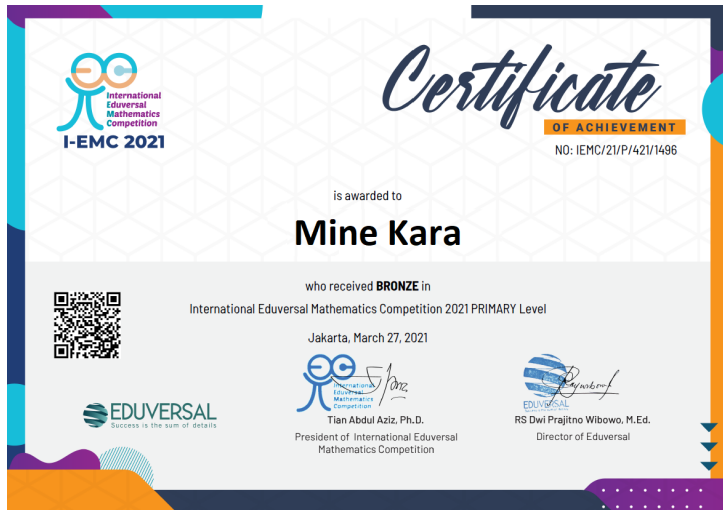 International
Eduversal
Mathematics
Competition
I-EMC 2021
Certificate
OF ACHIEVEMENT
NO: IEMC/21/P/421/1496
is awarded to
Mine Kara
who received BRONZE in
International Eduversal Mathematics Competition 2021 PRIMARY Level
Jakarta, March 27, 2021
EDUVERSAL
Success is the sum of details
International
Eduversal
Mathematics
Competition
Tian Abdul Aziz, Ph.D.
President of International Eduversal
Mathematics Competition
EDUVERSAL
RS Dwi Prajitno Wibowo, M.Ed.
Director of Eduversal